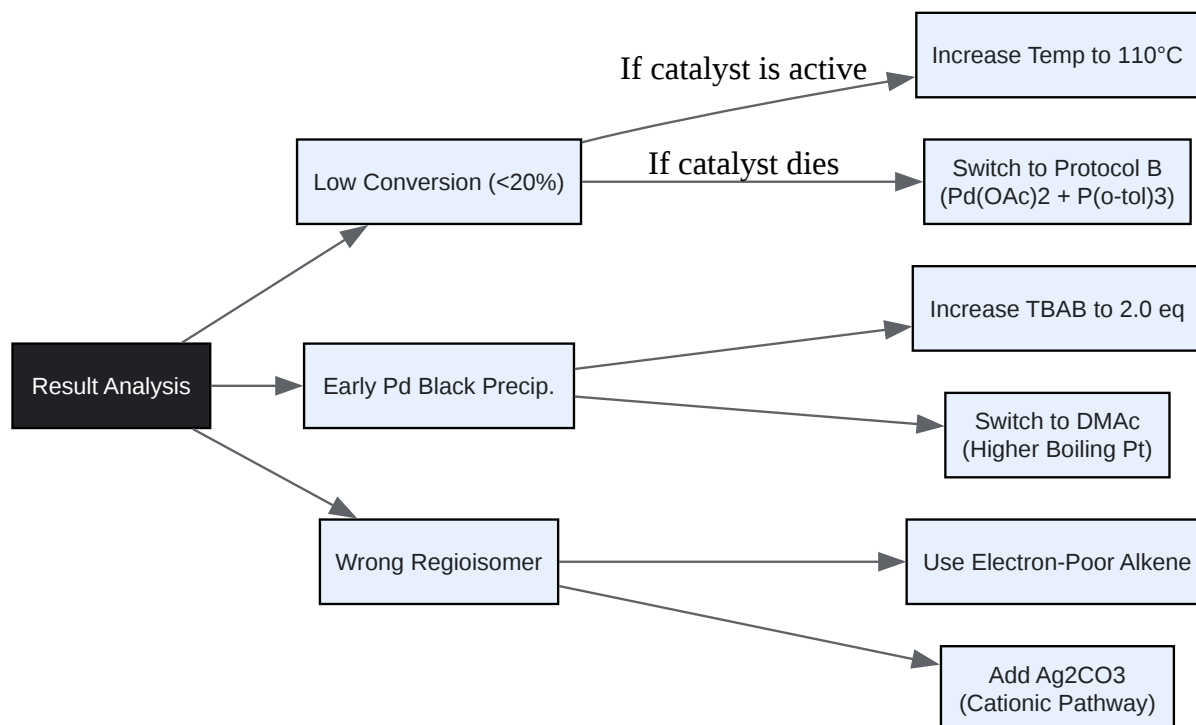 Increase Temp to 110°C
If catalyst is active
Low Conversion (<20%)
If catalyst dies
Switch to Protocol B
(Pd(OAc)2 + P(o-tol)3)
Increase TBAB to 2.0 eq
Result Analysis
Early Pd Black Precip.
Switch to DMAc
(Higher Boiling Pt)
Wrong Regioisomer
Use Electron-Poor Alkene
Add Ag2CO3
(Cationic Pathway)